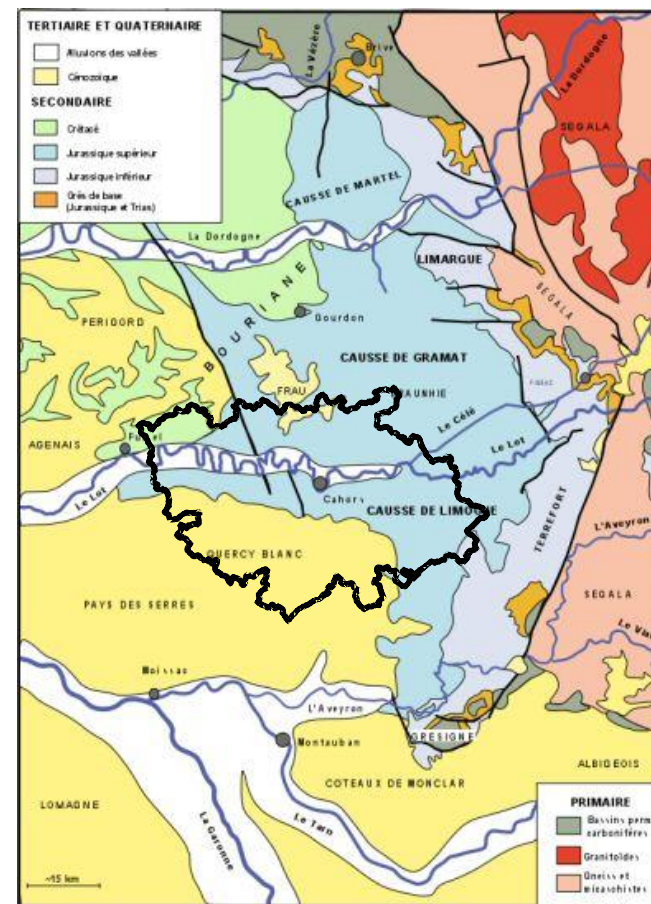 TERTIAIRE ET QUATERNAIRE
Alluvions des vallées
Cénozoïque
SECONDAIRE
Crétacé
Jurassique supérieur
Jurassique inférieur
Grès de base
(Jurassique et Trias)
La Vézère
Brive
La Dordogne
SEGALA
CAUSSE DE MARTEL
La Dordogne
LIMARGUE
SEGALA
BOURIANE
Gourdon
PERIGORD
CAUSSE DE GRAMAT
FRAU
AUNHIE
Le Célé
AGENAIS
Le Lot
Le Lot
Cahors
CAUSSE DE LIMOGNE
TERREFORT
L'Aveyron
QUERCY BLANC
PAYS DES SERRES
SEGALA
Moissac
L'Aveyron
Montauban
GRESIGNE
ALBIGEOIS
COTEAUX DE MONCLAR
LOMAGNE
La Garonne
Le Tarn
~15 km
PRIMAIRE
Bassins perm
carbonifères
Granitoïdes
Gneiss et
micaschistes